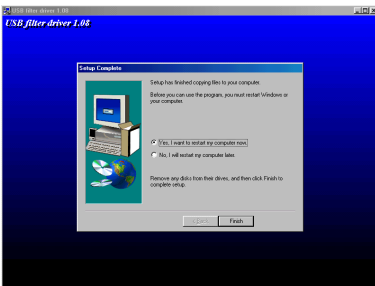 USB filter driver 1.08
USB filter driver 1.08
Setup Complete
Setup has finished copying files to your computer.
Before you can use the program, you must restart Windows or
your computer.
Yes, I want to restart my computer now.
No, I will restart my computer later.
Remove any disks from their drives, and then click Finish to
complete setup.
< Back
Finish